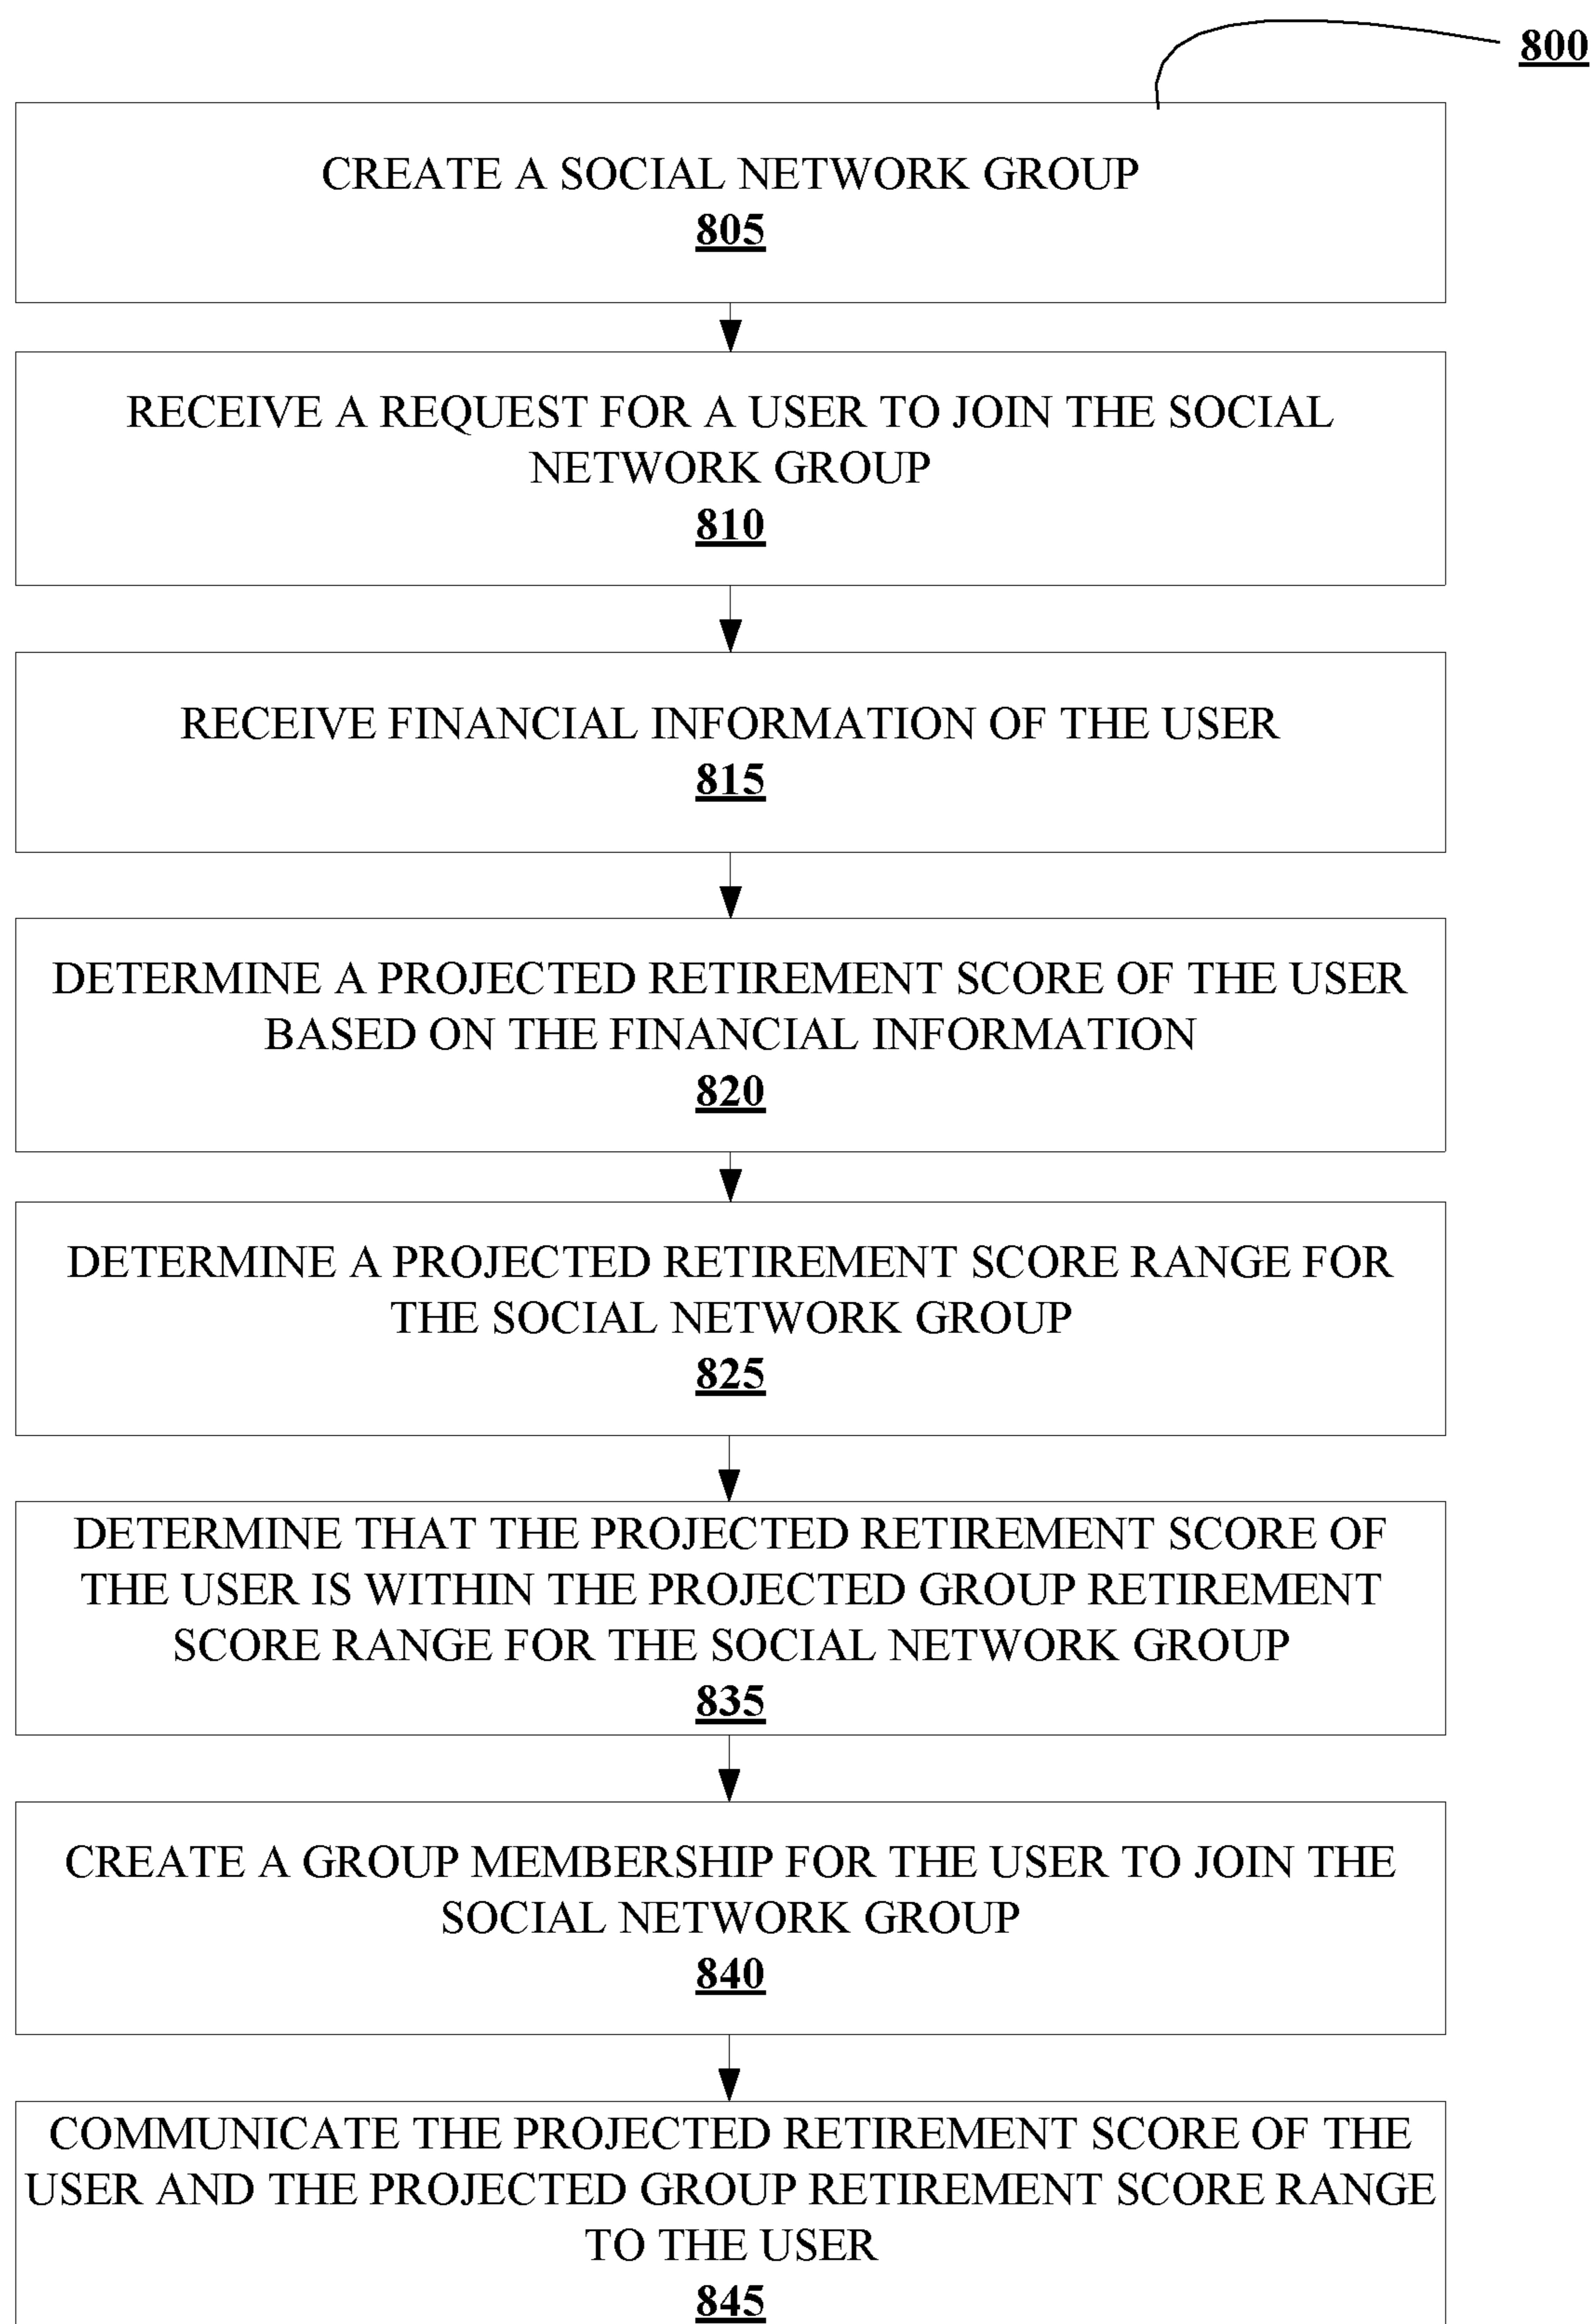 800
CREATE A SOCIAL NETWORK GROUP
805
RECEIVE A REQUEST FOR A USER TO JOIN THE SOCIAL
NETWORK GROUP
810
RECEIVE FINANCIAL INFORMATION OF THE USER
815
DETERMINE A PROJECTED RETIREMENT SCORE OF THE USER
BASED ON THE FINANCIAL INFORMATION
820
DETERMINE A PROJECTED RETIREMENT SCORE RANGE FOR
THE SOCIAL NETWORK GROUP
825
DETERMINE THAT THE PROJECTED RETIREMENT SCORE OF
THE USER IS WITHIN THE PROJECTED GROUP RETIREMENT
SCORE RANGE FOR THE SOCIAL NETWORK GROUP
835
CREATE A GROUP MEMBERSHIP FOR THE USER TO JOIN THE
SOCIAL NETWORK GROUP
840
COMMUNICATE THE PROJECTED RETIREMENT SCORE OF THE
USER AND THE PROJECTED GROUP RETIREMENT SCORE RANGE
TO THE USER
845